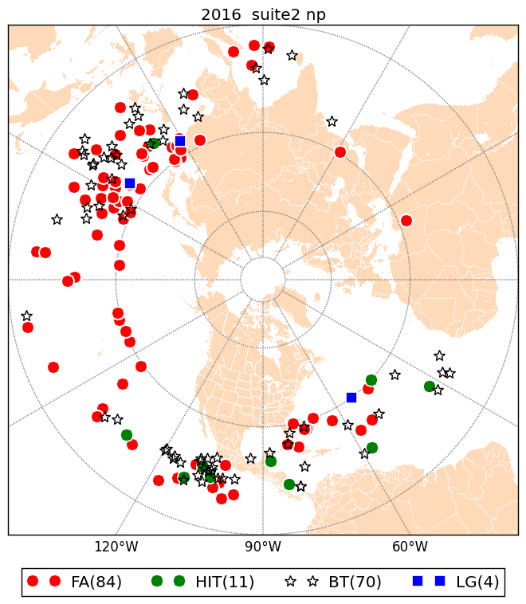 2016 suite2 np
120°W 90°W 60°W
FA(84) HIT(11) BT(70) LG(4)